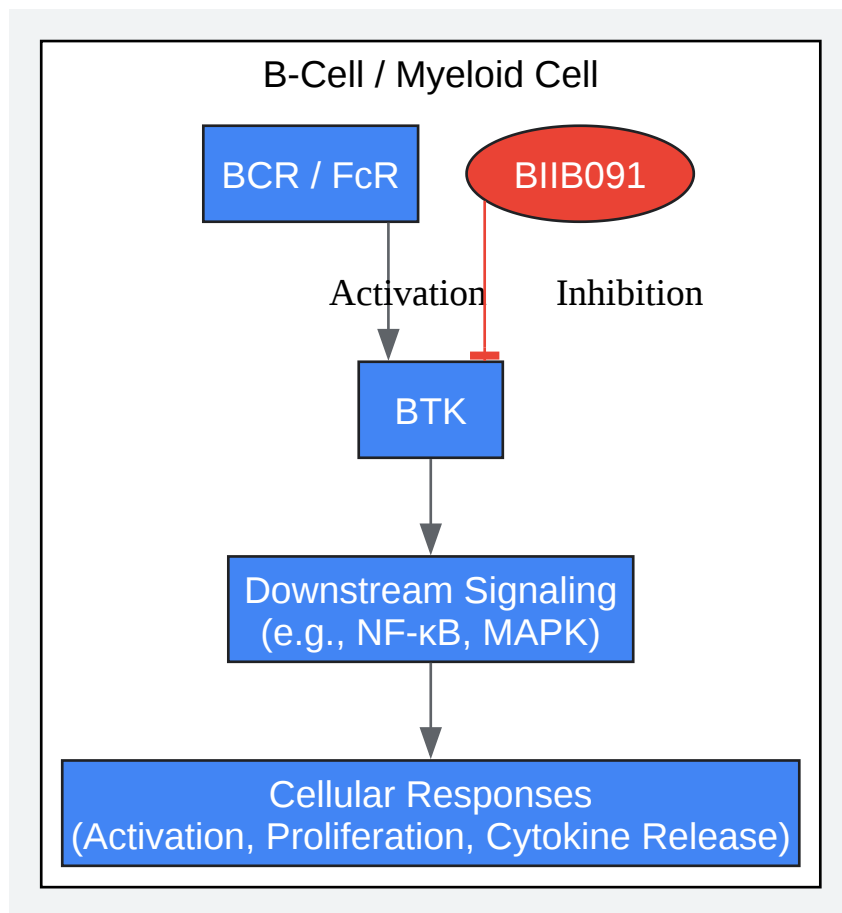 B-Cell / Myeloid Cell
BCR / FcR
BIIB091
Activation
Inhibition
BTK
Downstream Signaling
(e.g., NF-κB, MAPK)
Cellular Responses
(Activation, Proliferation, Cytokine Release)